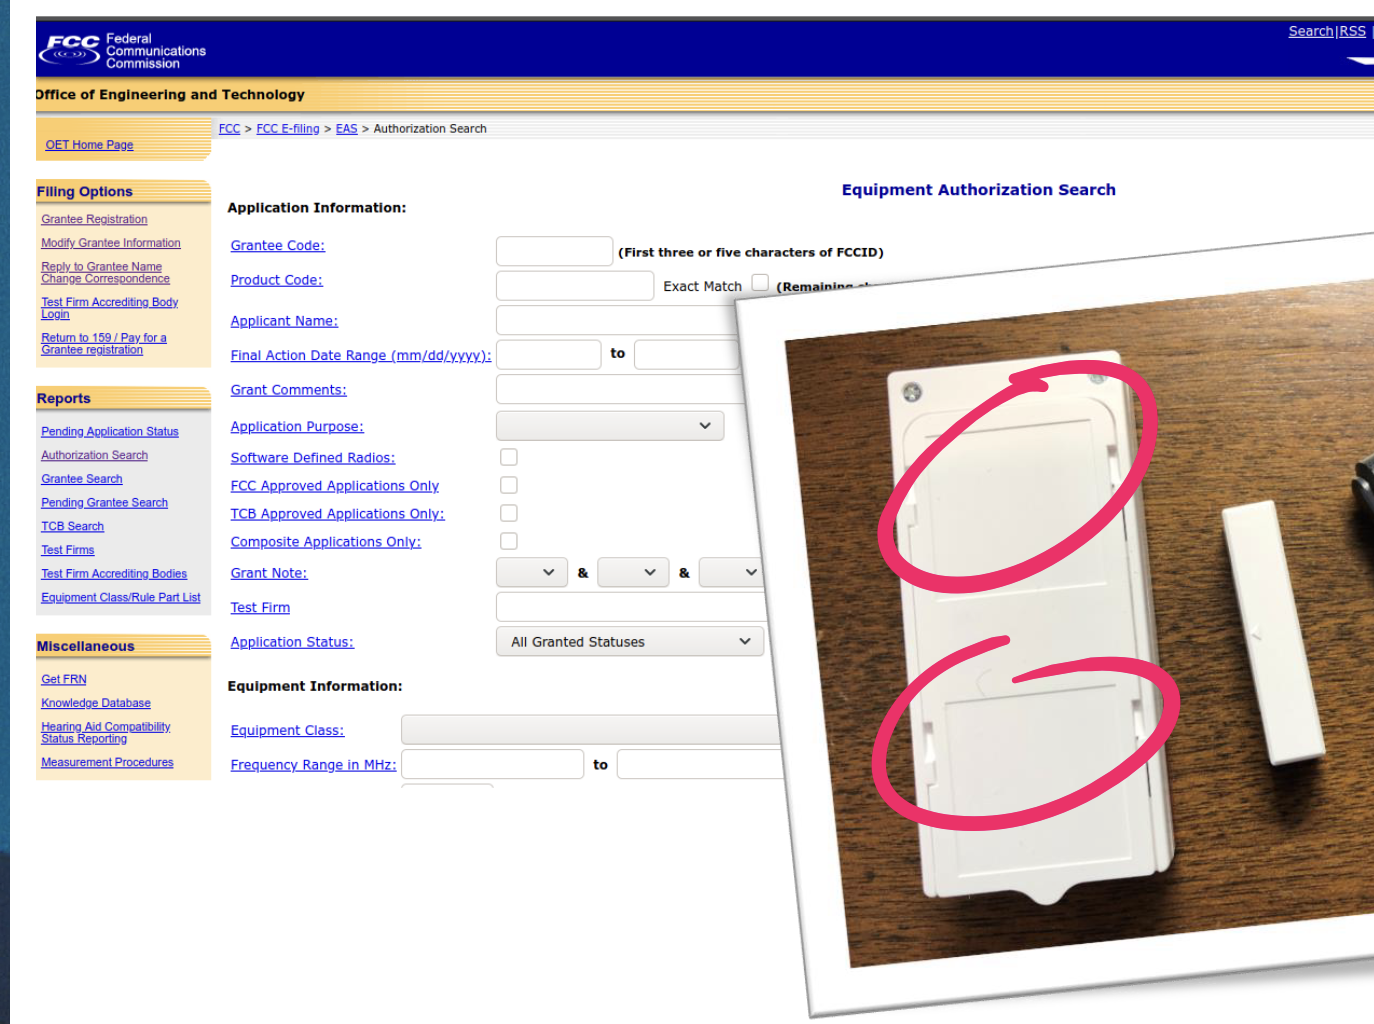 FCC Federal
Communications
Commission
Search|RSS |
Office of Engineering and Technology
FCC > FCC E-filing > EAS > Authorization Search
OET Home Page
Filing Options
Grantee Registration
Modify Grantee Information
Reply to Grantee Name
Change Correspondence
Test Firm Accrediting Body
Login
Return to 159 / Pay for a
Grantee registration
Reports
Pending Application Status
Authorization Search
Grantee Search
Pending Grantee Search
TCB Search
Test Firms
Test Firm Accrediting Bodies
Equipment Class/Rule Part List
Miscellaneous
Get FRN
Knowledge Database
Hearing Aid Compatibility
Status Reporting
Measurement Procedures
Equipment Authorization Search
Application Information:
Grantee Code: (First three or five characters of FCCID)
Product Code: Exact Match (Remaining
Applicant Name:
Final Action Date Range (mm/dd/yyyy): to
Grant Comments:
Application Purpose:
Software Defined Radios:
FCC Approved Applications Only
TCB Approved Applications Only:
Composite Applications Only:
Grant Note: & &
Test Firm
Application Status: All Granted Statuses
Equipment Information:
Equipment Class:
Frequency Range in MHz: to